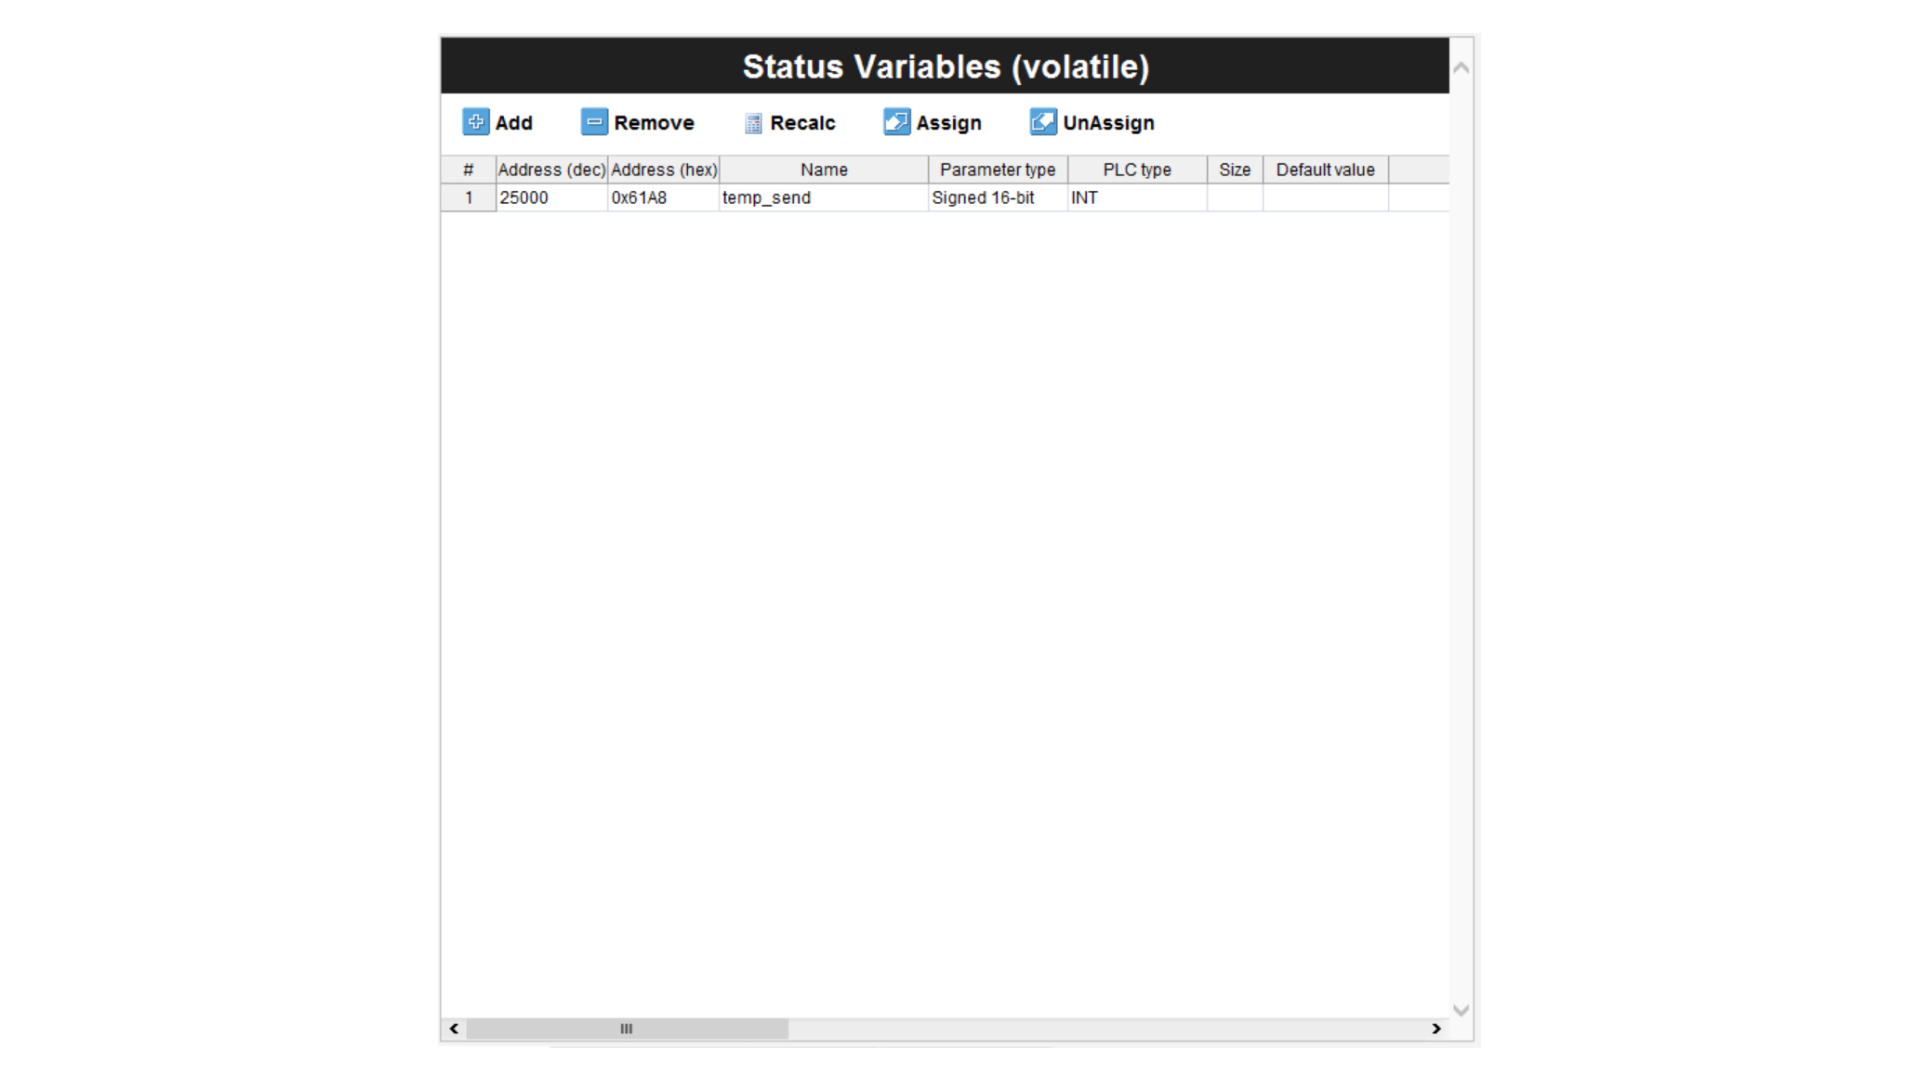 Status Variables (volatile)
Add Remove Recalc Assign UnAssign
# Address (dec) Address (hex) Name Parameter type PLC type Size Default value
1 25000 0x61A8 temp_send Signed 16-bit INT